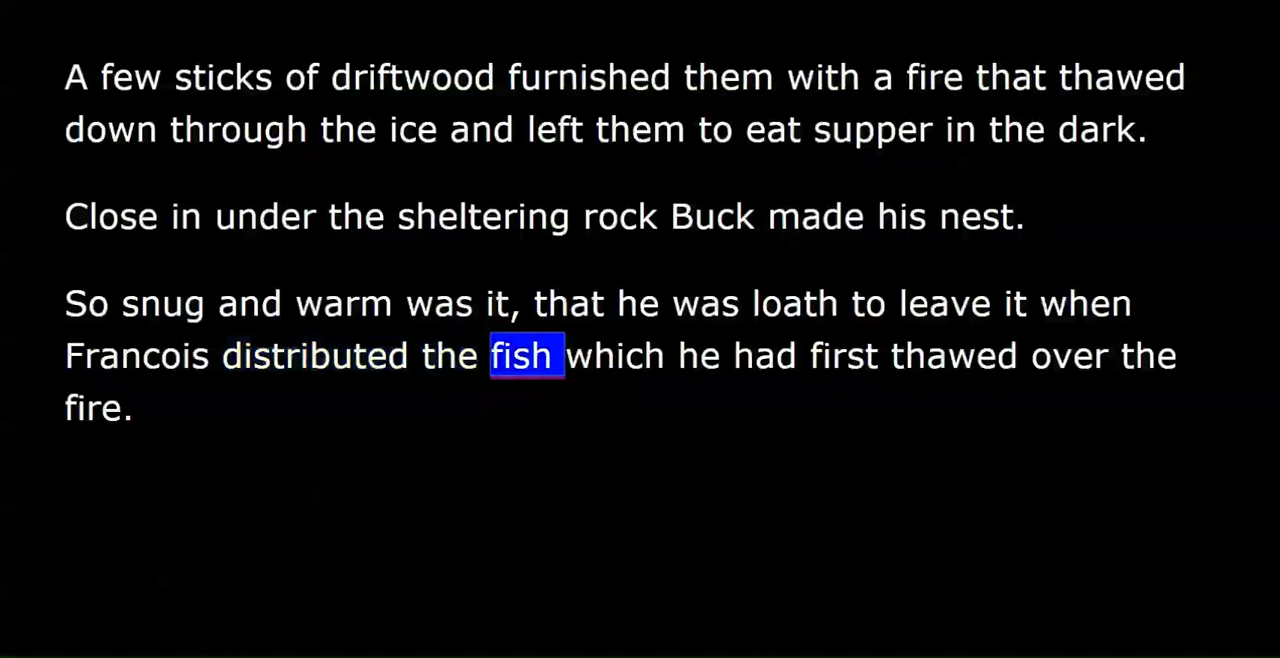 A few sticks of driftwood furnished them with a fire that thawed
down through the ice and left them to eat supper in the dark.
Close in under the sheltering rock Buck made his nest.
So snug and warm was it, that he was loath to leave it when
Francois distributed the fish which he had first thawed over the
fire.